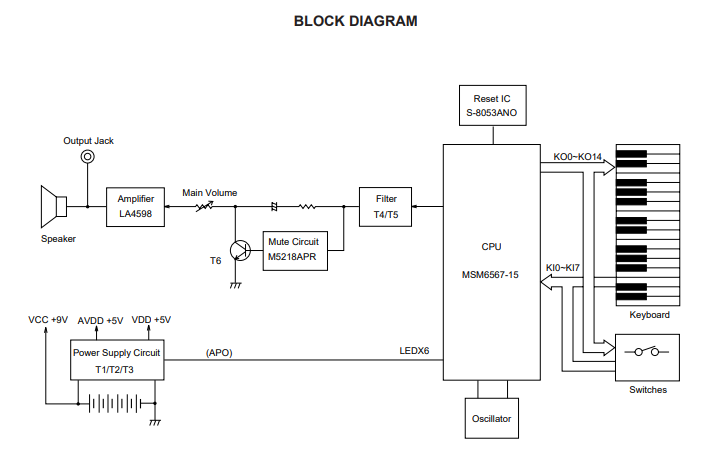 BLOCK DIAGRAM
Reset IC
S-8053ANO
Output Jack
KO0~KO14
Amplifier
LA4598
Main Volume
Filter
T4/T5
Speaker
T6
Mute Circuit
M5218APR
CPU
MSM6567-15
KI0~KI7
Keyboard
VCC +9V
AVDD +5V
VDD +5V
Power Supply Circuit
T1/T2/T3
(APO)
LEDX6
Switches
Oscillator